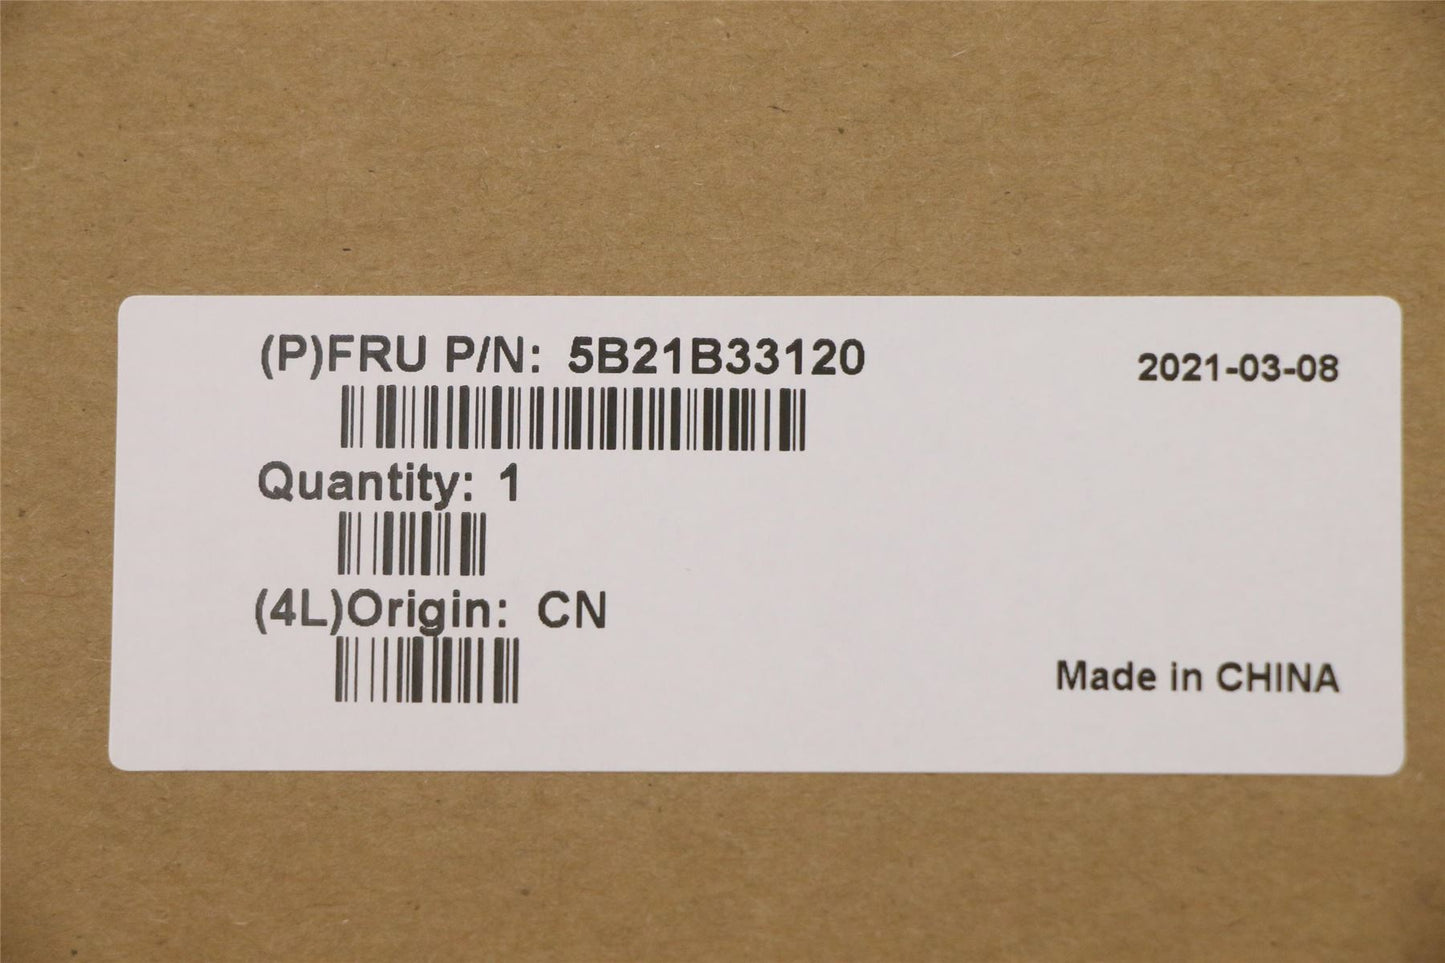 (P)FRU P/N: 5B21B33120
2021-03-08
Quantity: 1
(4L)Origin: CN
Made in CHINA